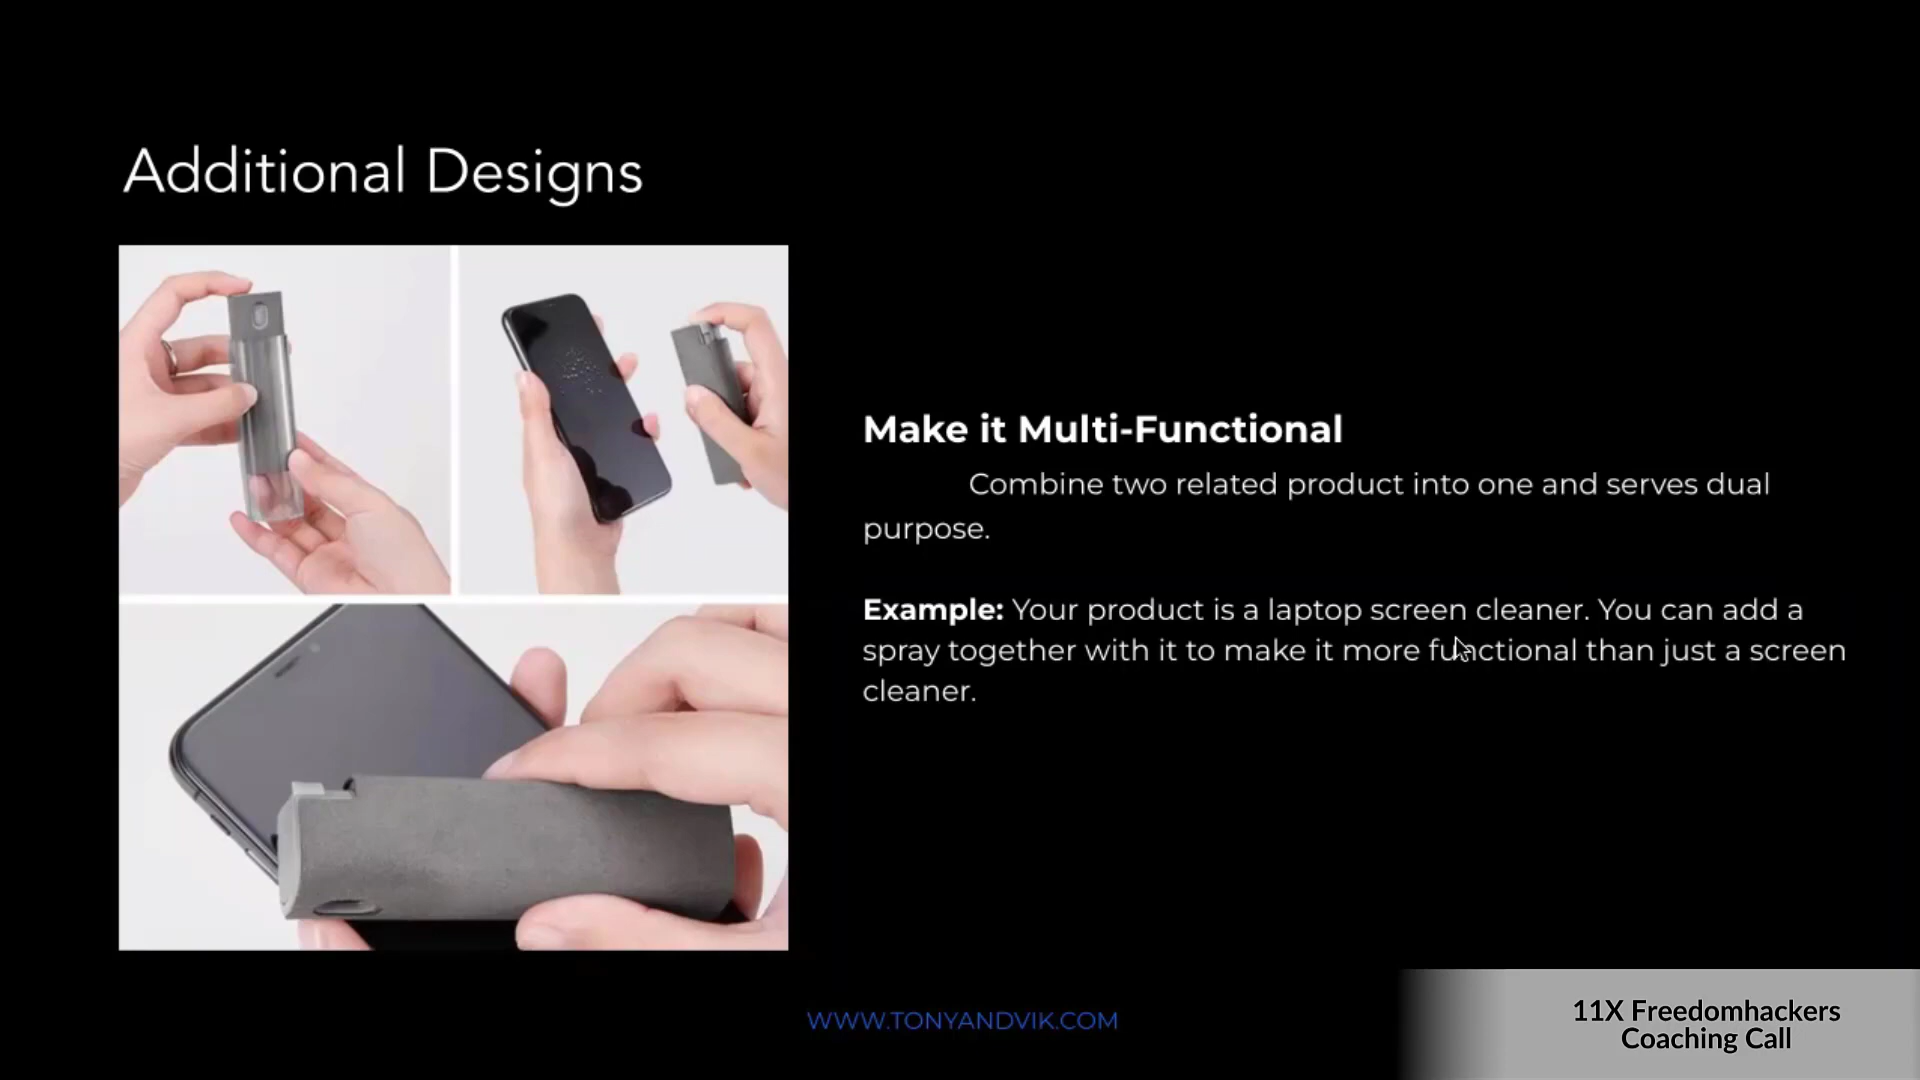 Additional Designs
Make it Multi-Functional
Combine two related product into one and serves dual
purpose.
Example: Your product is a laptop screen cleaner. You can add a
spray together with it to make it more functional than just a screen
cleaner.
WWW.TONYANDVIK.COM
11X Freedomhackers
Coaching Call